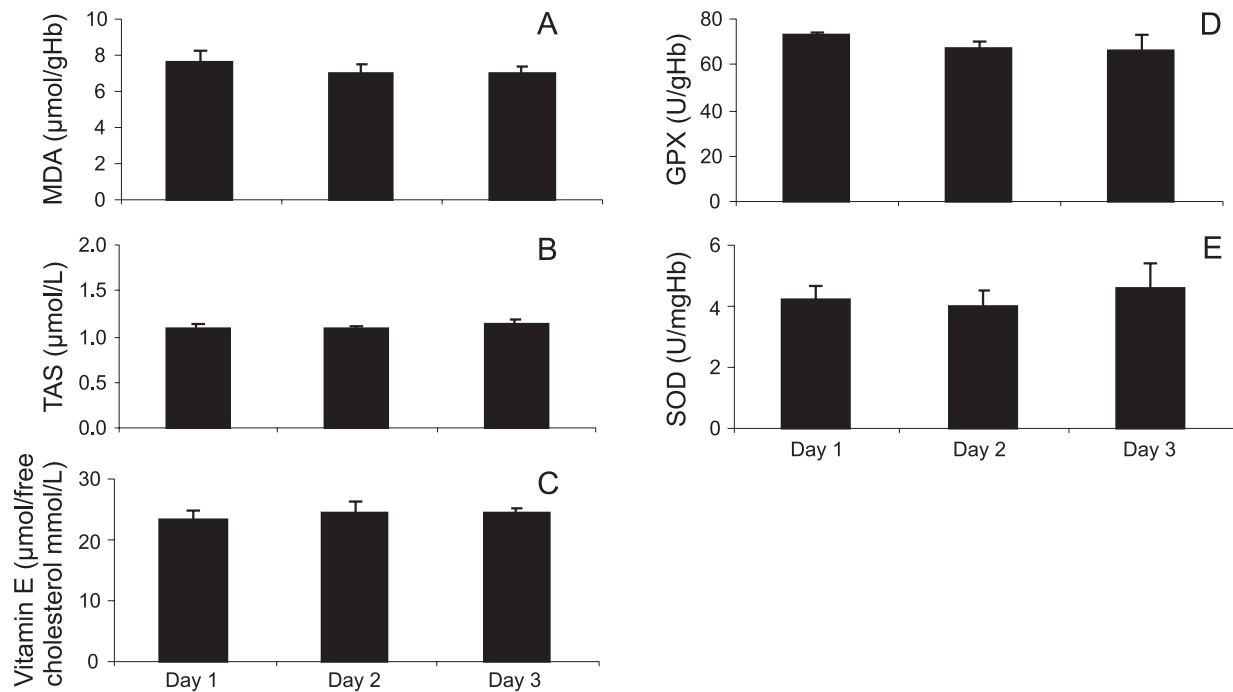 A
MDA (µmol/gHb)
10
8
6
4
2
0
B
TAS (µmol/L)
2.0
1.5
1.0
0.5
0.0
C
Vitamin E (µmol/free
cholesterol mmol/L)
30
20
10
0
Day 1 Day 2 Day 3
D
GPX (U/gHb)
80
60
40
20
0
E
SOD (U/mgHb)
6
4
2
0
Day 1 Day 2 Day 3